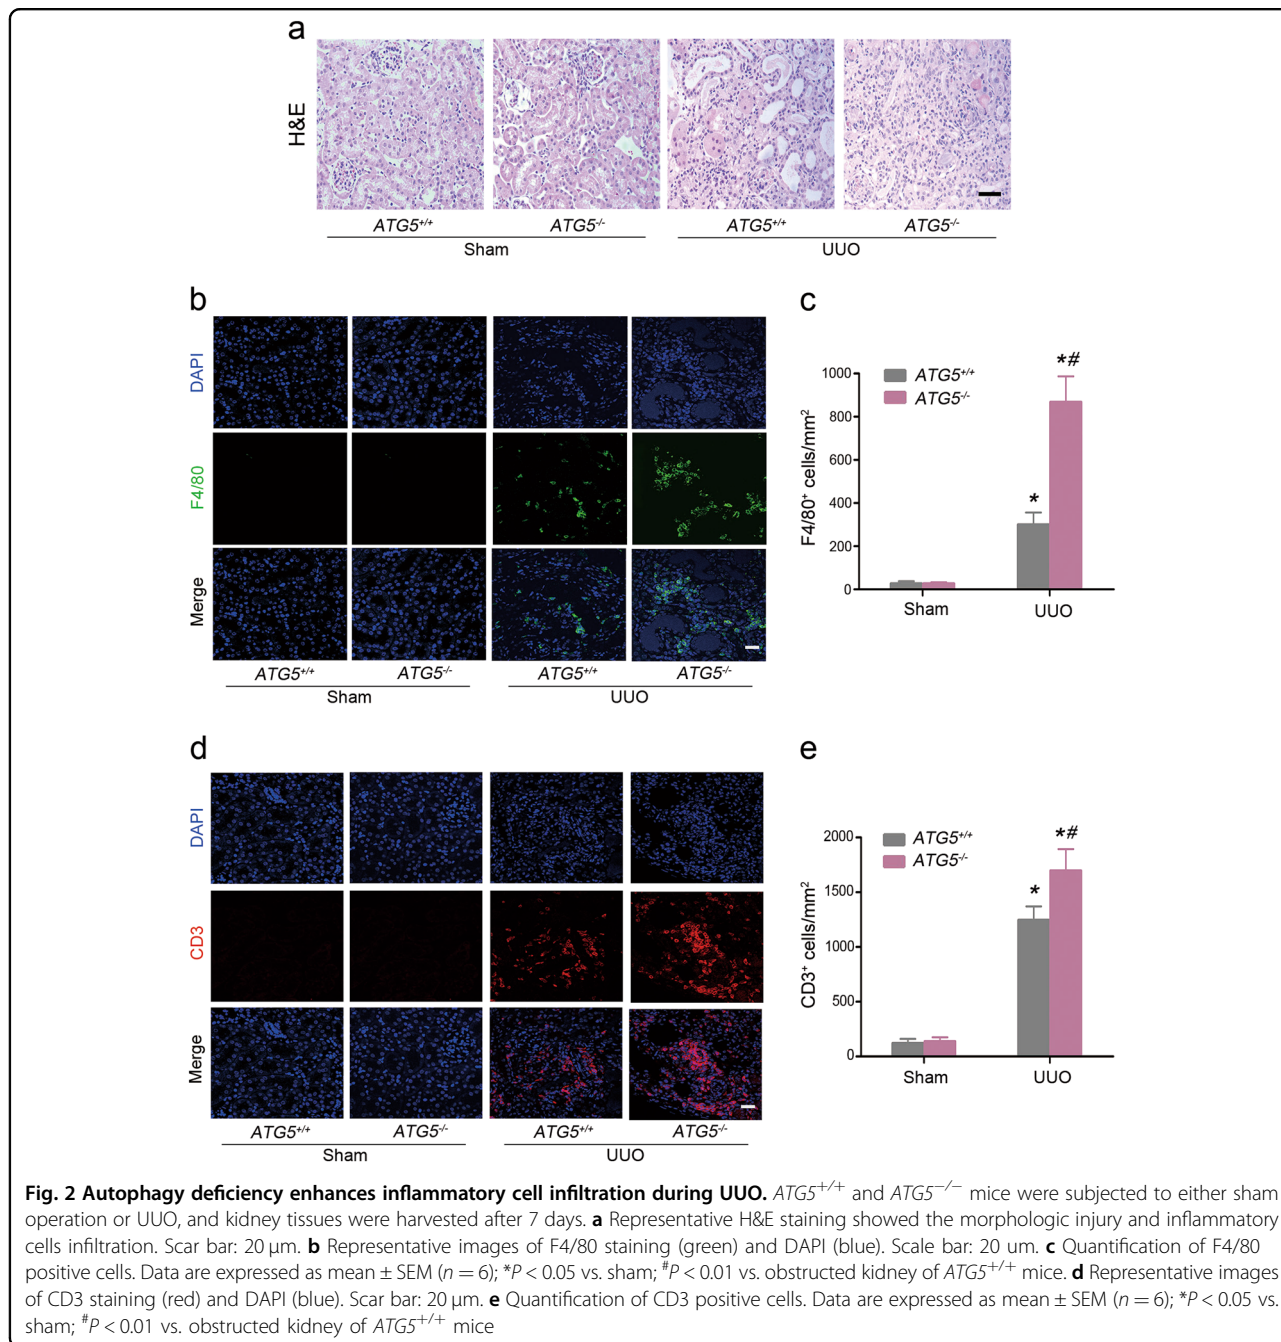 a
H&E
ATG5+/+ ATG5-/- ATG5+/+ ATG5-/-
Sham UUO
b
DAPI
F4/80
Merge
ATG5+/+ ATG5-/- ATG5+/+ ATG5-/-
Sham UUO
c
F4/80+ cells/mm2
1000
800
600
400
200
0
ATG5+/+
ATG5-/-
*
*#
Sham UUO
d
DAPI
CD3
Merge
ATG5+/+ ATG5-/- ATG5+/+ ATG5-/-
Sham UUO
e
CD3+ cells/mm2
2000
1500
1000
500
0
ATG5+/+
ATG5-/-
*
*#
Sham UUO
Fig. 2 Autophagy deficiency enhances inflammatory cell infiltration during UUO. ATG5+/+ and ATG5−/− mice were subjected to either sham
operation or UUO, and kidney tissues were harvested after 7 days. a Representative H&E staining showed the morphologic injury and inflammatory
cells infiltration. Scar bar: 20 μm. b Representative images of F4/80 staining (green) and DAPI (blue). Scale bar: 20 um. c Quantification of F4/80
positive cells. Data are expressed as mean ± SEM (n = 6); *P < 0.05 vs. sham; #P < 0.01 vs. obstructed kidney of ATG5+/+ mice. d Representative images
of CD3 staining (red) and DAPI (blue). Scar bar: 20 μm. e Quantification of CD3 positive cells. Data are expressed as mean ± SEM (n = 6); *P < 0.05 vs.
sham; #P < 0.01 vs. obstructed kidney of ATG5+/+ mice